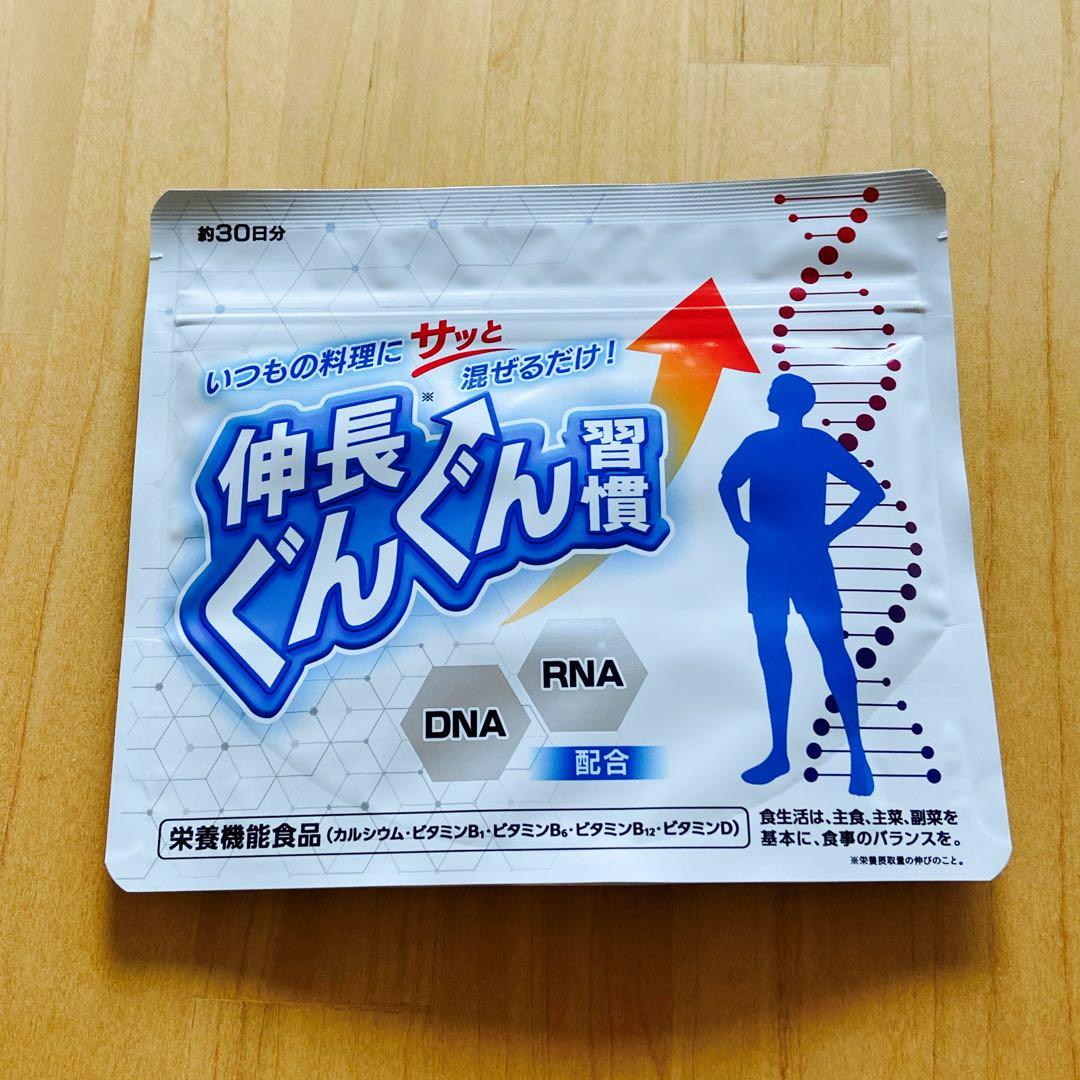 約30日分
いつもの料理に サッと 混ぜるだけ!
伸長※
ぐんぐん習慣
DNA
RNA
配合
栄養機能食品(カルシウム・ビタミンB₁・ビタミンB₆・ビタミンB₁₂・ビタミンD)
食生活は、主食、主菜、副菜を
基本に、食事のバランスを。
※栄養摂取量の伸びのこと。